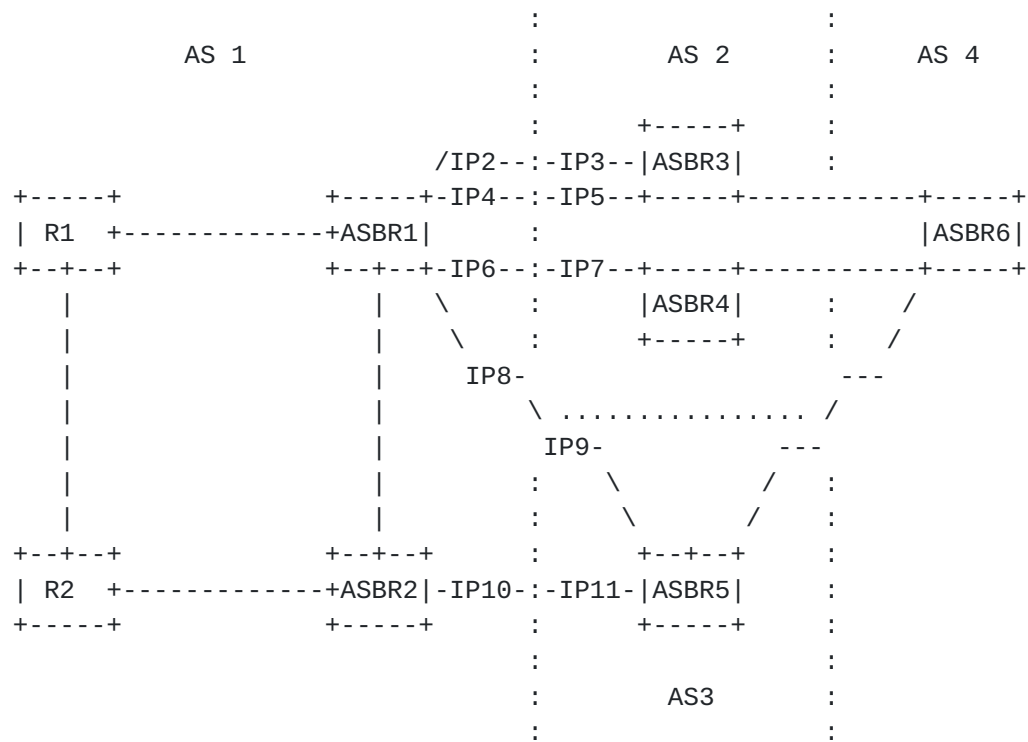 AS 1 : AS 2 : AS 4
/IP2--:-IP3--|ASBR3| :
+-----+ +-----+-IP4--:-IP5--+-----+-----------+-----+
| R1 +-------------+ASBR1| : |ASBR6|
+--+--+ +--+--+-IP6--:-IP7--+-----+-----------+-----+
| | \ : |ASBR4| : /
IP8-
IP9-
| R2 +-------------+ASBR2|-IP10-:-IP11-|ASBR5| :
: AS3 :